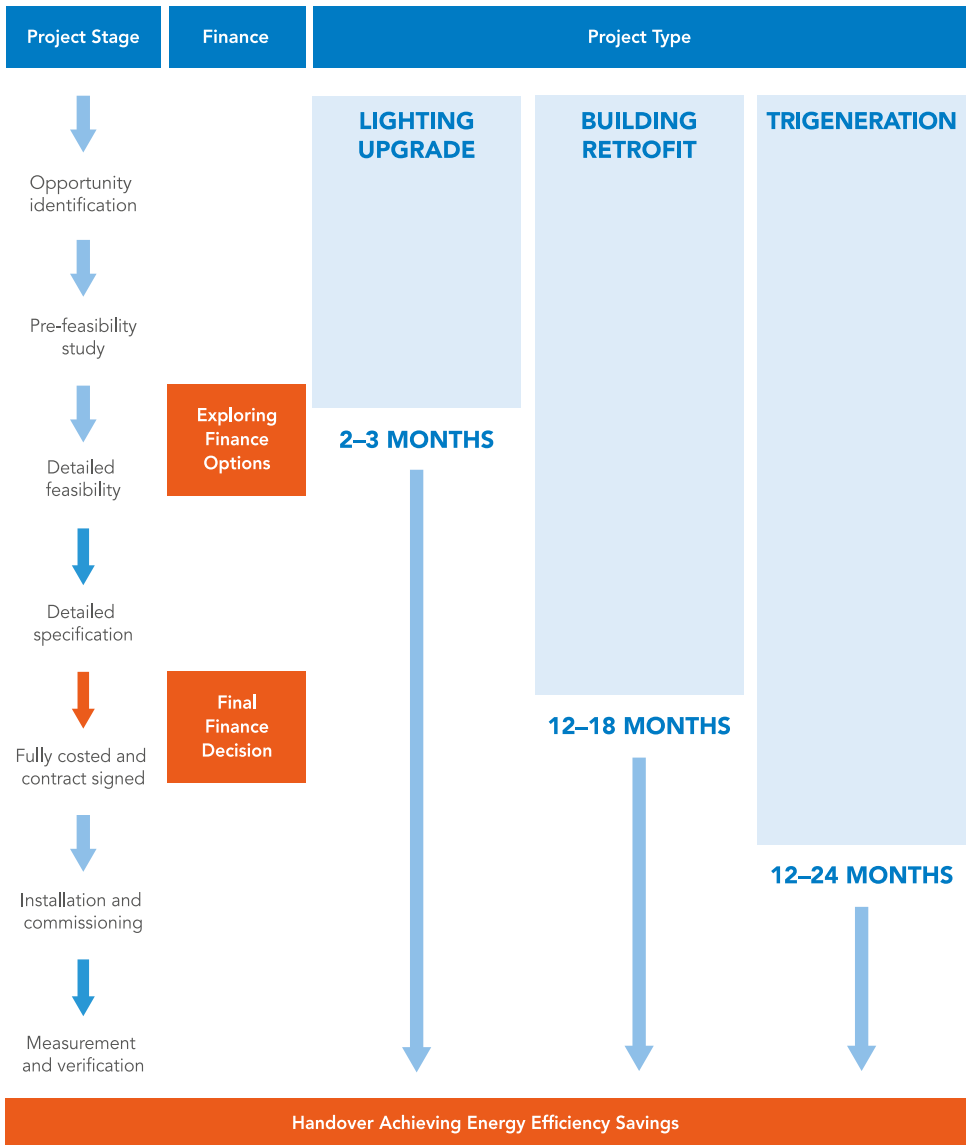 Project Stage
Finance
Project Type
Opportunity
identification
Pre-feasibility
study
Detailed
feasibility
Detailed
specification
Fully costed and
contract signed
Installation and
commissioning
Measurement
and verification
Exploring
Finance
Options
Final
Finance
Decision
LIGHTING
UPGRADE
2–3 MONTHS
BUILDING
RETROFIT
12–18 MONTHS
TRIGENERATION
12–24 MONTHS
Handover Achieving Energy Efficiency Savings